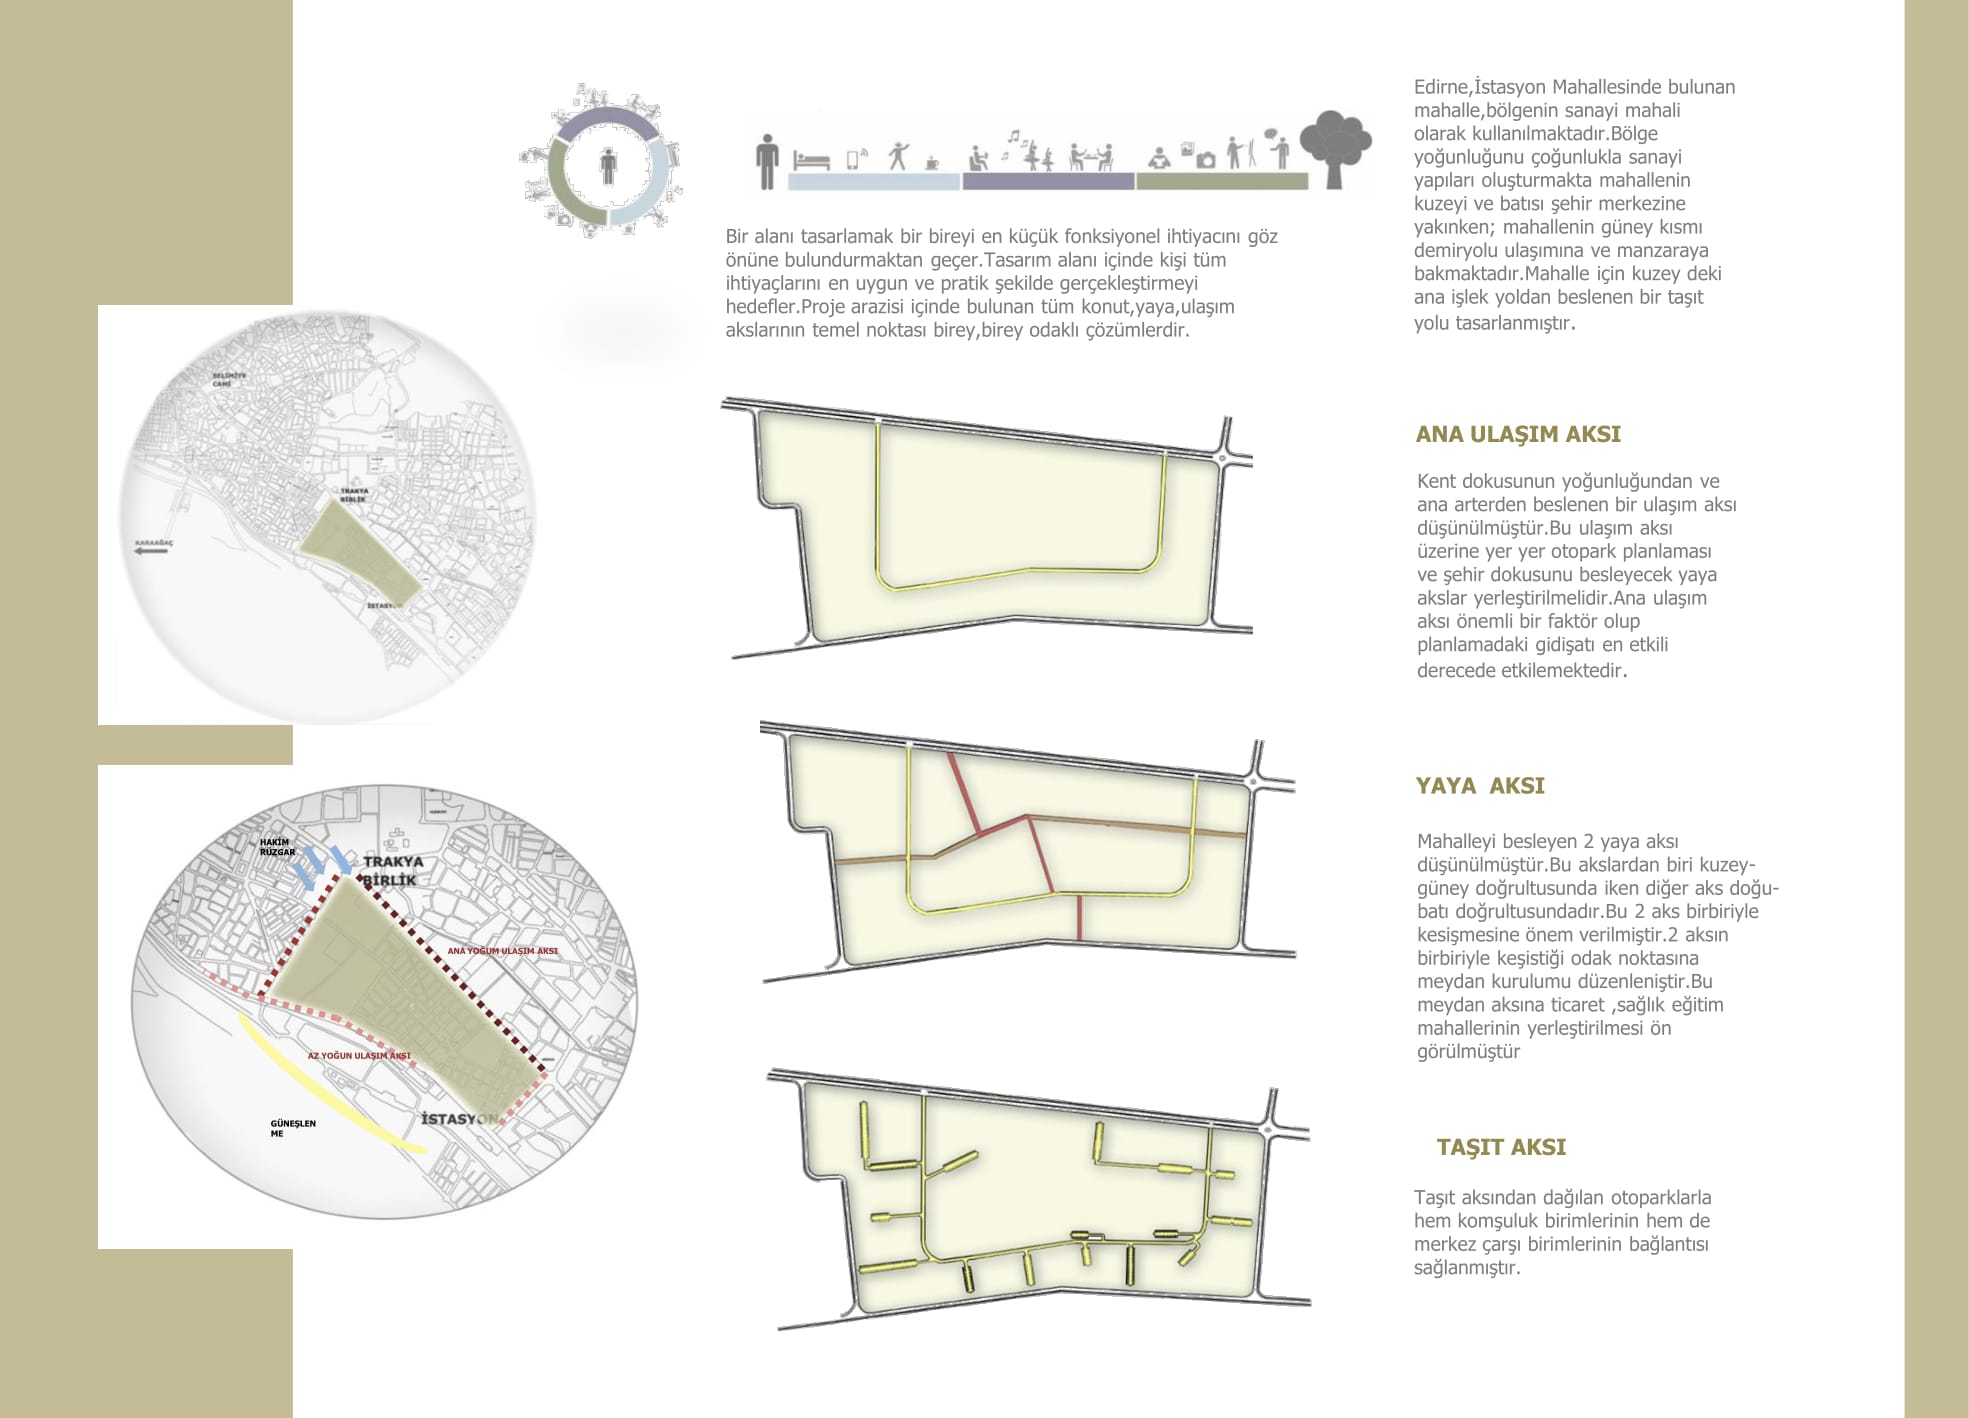 Edirne,İstasyon Mahallesinde bulunan
mahalle,bölgenin sanayi mahali
olarak kullanılmaktadır.Bölge
yoğunluğunu çoğunlukla sanayi
yapıları oluşturmakta mahallenin
kuzeyi ve batısı şehir merkezine
yakınken; mahallenin güney kısmı
demiryolu ulaşımına ve manzaraya
bakmaktadır.Mahalle için kuzey deki
ana işlek yoldan beslenen bir taşıt
yolu tasarlanmıştır.
Bir alanı tasarlamak bir bireyi en küçük fonksiyonel ihtiyacını göz
önüne bulundurmaktan geçer.Tasarım alanı içinde kişi tüm
ihtiyaçlarını en uygun ve pratik şekilde gerçekleştirmeyi
hedefler.Proje arazisi içinde bulunan tüm konut,yaya,ulaşım
akslarının temel noktası birey,birey odaklı çözümlerdir.
SELİMİYE
CAMİ
TRAKYA
BİRLİK
KARAAĞAÇ
İSTASYON
ANA ULAŞIM AKSI
Kent dokusunun yoğunluğundan ve
ana arterden beslenen bir ulaşım aksı
düşünülmüştür.Bu ulaşım aksı
üzerine yer yer otopark planlaması
ve şehir dokusunu besleyecek yaya
akslar yerleştirilmelidir.Ana ulaşım
aksı önemli bir faktör olup
planlamadaki gidişatı en etkili
derecede etkilemektedir.
HAKİM
RÜZGAR
TRAKYA
BİRLİK
ANA YOĞUM ULAŞIM AKSI
AZ YOĞUN ULAŞIM AKSI
İSTASYON
GÜNEŞLEN
ME
YAYA  AKSI
Mahalleyi besleyen 2 yaya aksı
düşünülmüştür.Bu akslardan biri kuzey-
güney doğrultusunda iken diğer aks doğu-
batı doğrultusundadır.Bu 2 aks birbiriyle
kesişmesine önem verilmiştir.2 aksın
birbiriyle keşistiği odak noktasına
meydan kurulumu düzenleniştir.Bu
meydan aksına ticaret ,sağlık eğitim
mahallerinin yerleştirilmesi ön
görülmüştür
TAŞIT AKSI
Taşıt aksından dağılan otoparklarla
hem komşuluk birimlerinin hem de
merkez çarşı birimlerinin bağlantısı
sağlanmıştır.